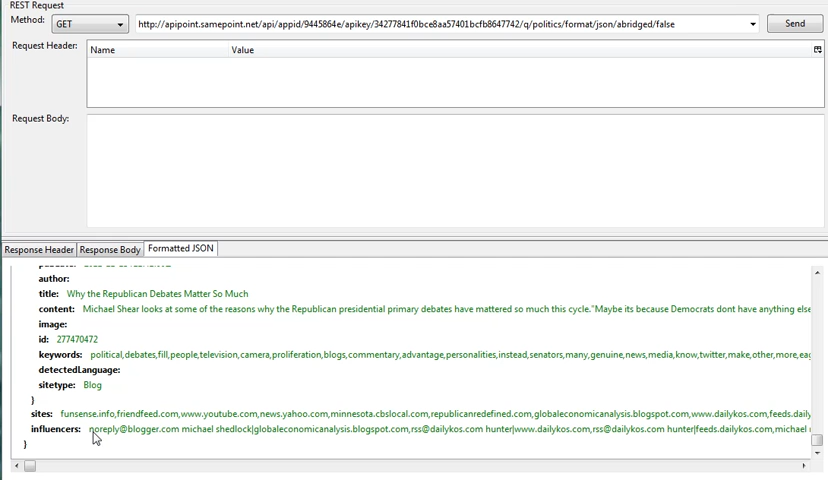 REST Request
Method: GET http://apipoint.samepoint.net/api/appid/9445864e/apikey/34277841f0bce8aa57401bcfb8647742/q/politics/format/json/abridged/false Send
Request Header: Name Value
Request Body:
Response Header Response Body Formatted JSON
author:
title: Why the Republican Debates Matter So Much
content: Michael Shear looks at some of the reasons why the Republican presidential primary debates have mattered so much this cycle."Maybe its because Democrats dont have anything else
image:
id: 277470472
keywords: political,debates,fill,people,television,camera,proliferation,blogs,commentary,advantage,personalities,instead,senators,many,genuine,news,media,know,twitter,make,other,more,eag
detectedLanguage:
sitetype: Blog
}
sites: funsense.info,friendfeed.com,www.youtube.com,news.yahoo.com,minnesota.cbslocal.com,republicanredefined.com,globaleconomicanalysis.blogspot.com,www.dailykos.com,feeds.daily
influencers: noreply@blogger.com michael shedlock|globaleconomicanalysis.blogspot.com,rss@dailykos.com hunter|www.dailykos.com,rss@dailykos.com hunter|feeds.dailykos.com,michael
}